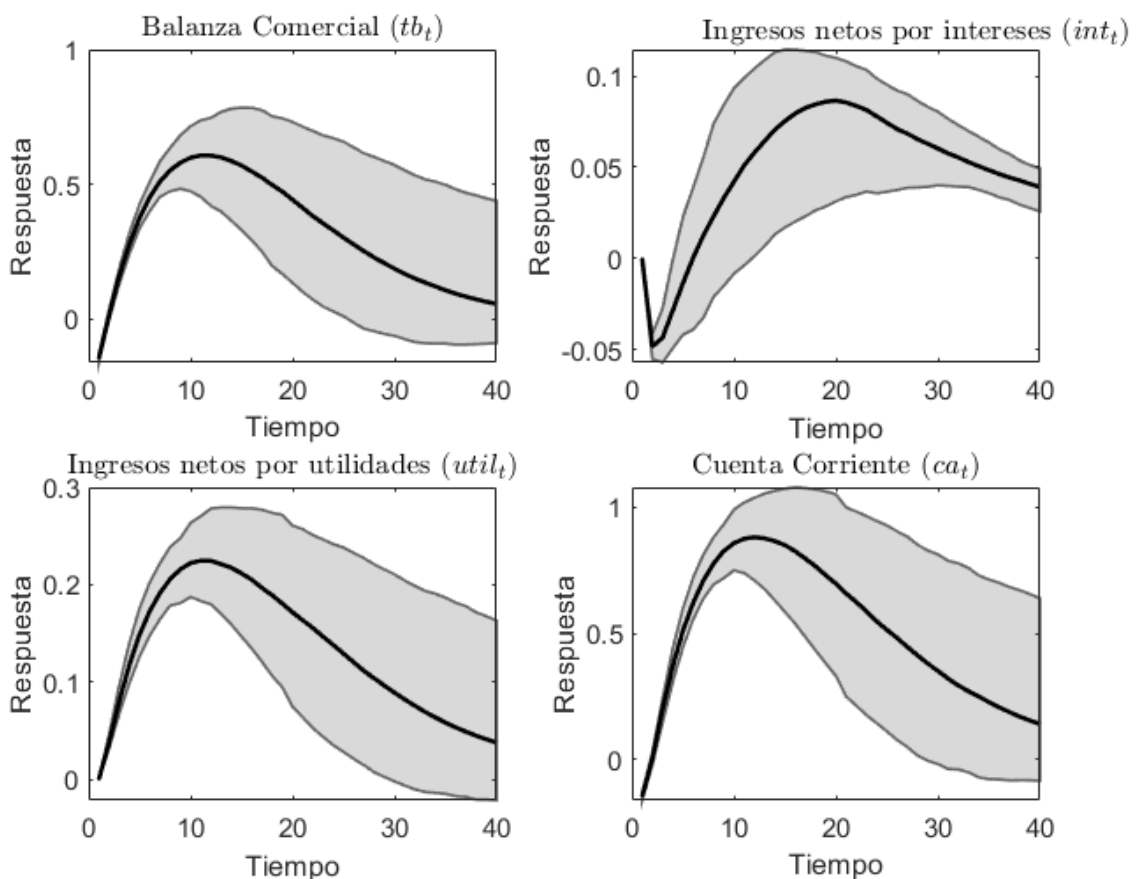 Balanza Comercial (tb_t)
Respuesta
1
0.5
0
0 10 20 30 40
Tiempo
Ingresos netos por intereses (int_t)
Respuesta
0.1
0.05
0
-0.05
0 10 20 30 40
Tiempo
Ingresos netos por utilidades (util_t)
Respuesta
0.3
0.2
0.1
0
0 10 20 30 40
Tiempo
Cuenta Corriente (ca_t)
Respuesta
1
0.5
0
0 10 20 30 40
Tiempo